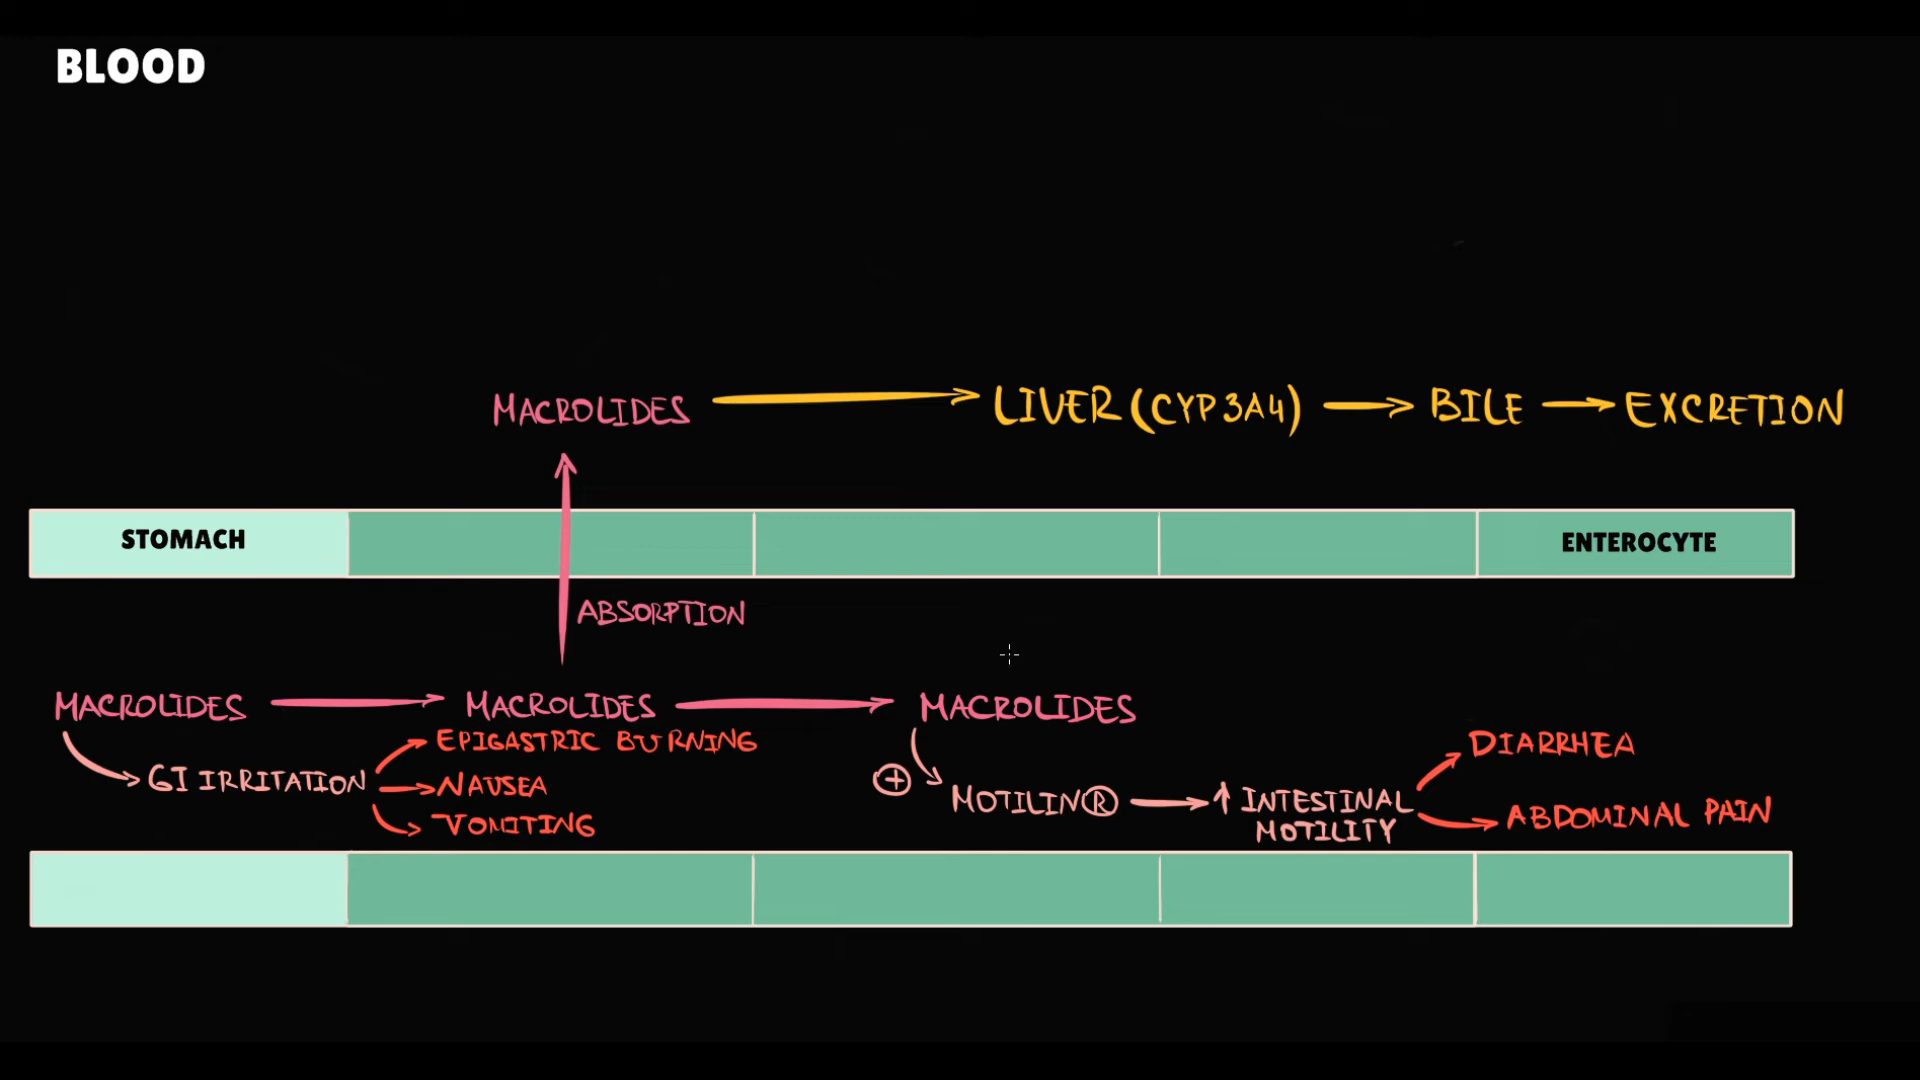 BLOOD
MACROLIDES
LIVER (CYP3A4)
BILE
EXCRETION
STOMACH
ENTEROCYTE
ABSORPTION
MACROLIDES
MACROLIDES
MACROLIDES
GI IRRITATION
EPIGASTRIC BURNING
NAUSEA
VOMITING
+
MOTILIN®
↑ INTESTINAL
MOTILITY
DIARRHEA
ABDOMINAL PAIN